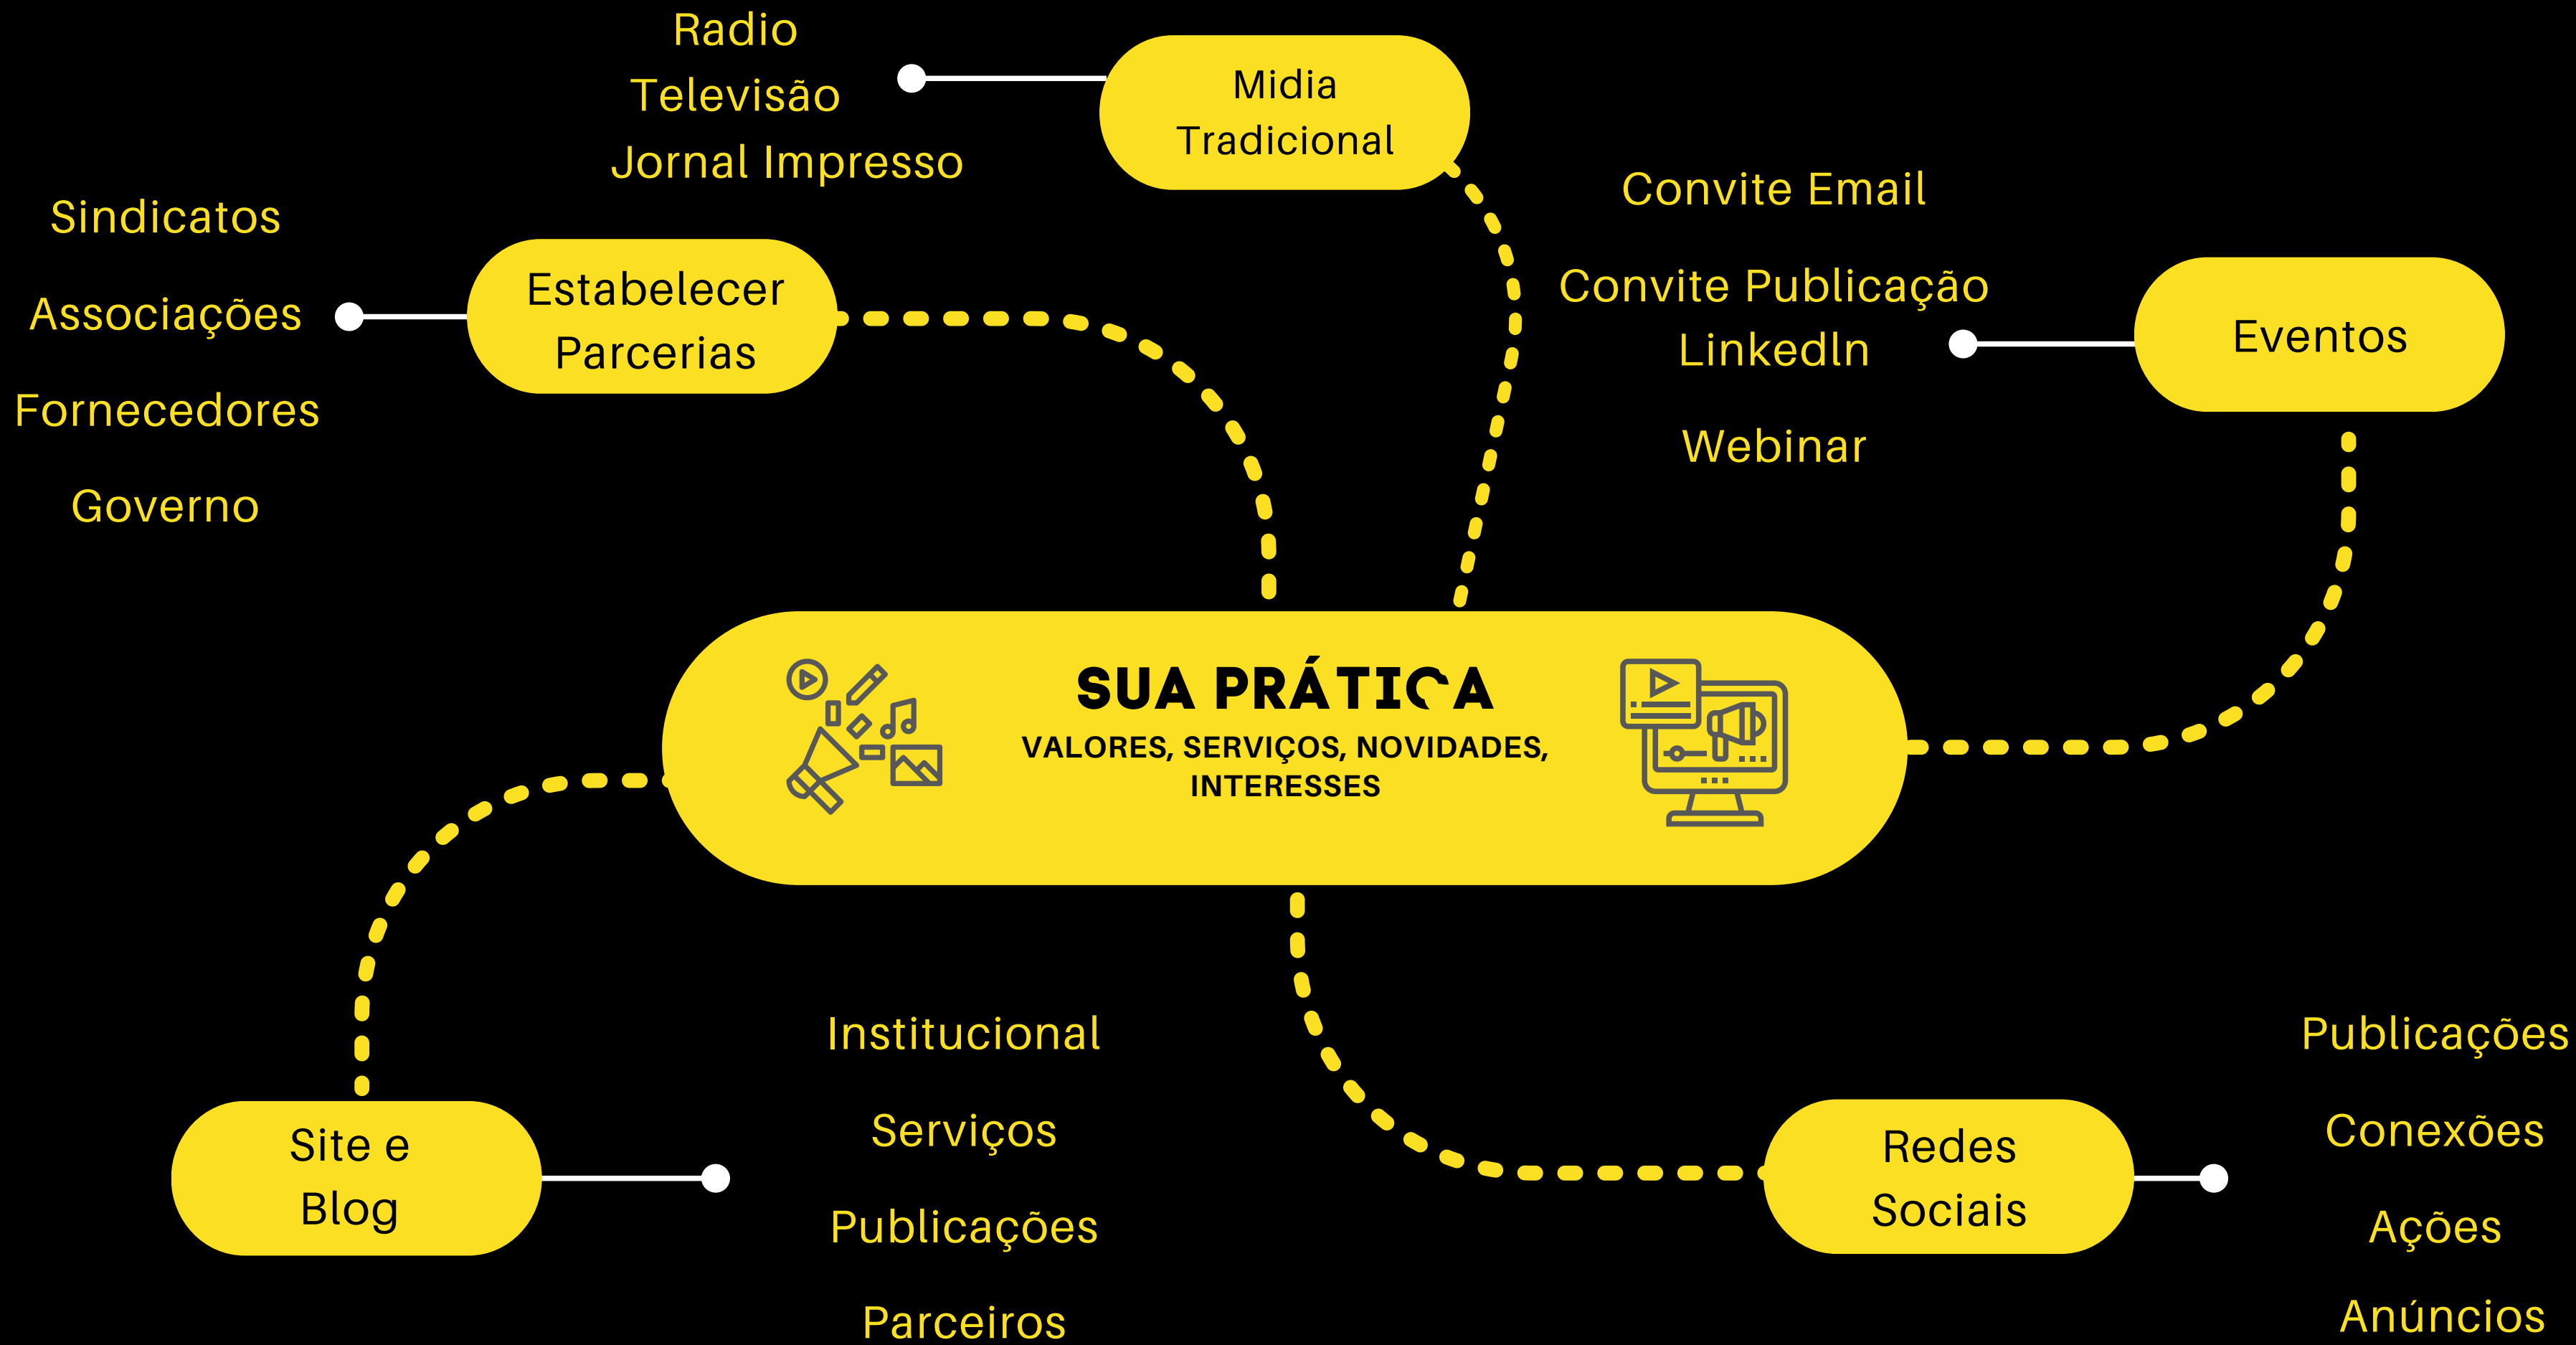 Radio
Televisão
Jornal Impresso
Midia
Tradicional
Sindicatos
Associações
Fornecedores
Governo
Estabelecer
Parcerias
Convite Email
Convite Publicação
LinkedIn
Webinar
Eventos
SUA PRÁTICA
VALORES, SERVIÇOS, NOVIDADES,
INTERESSES
Site e
Blog
Institucional
Serviços
Publicações
Parceiros
Redes
Sociais
Publicações
Conexões
Ações
Anúncios